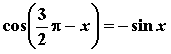 cos(3/2 π − x) = − sin x